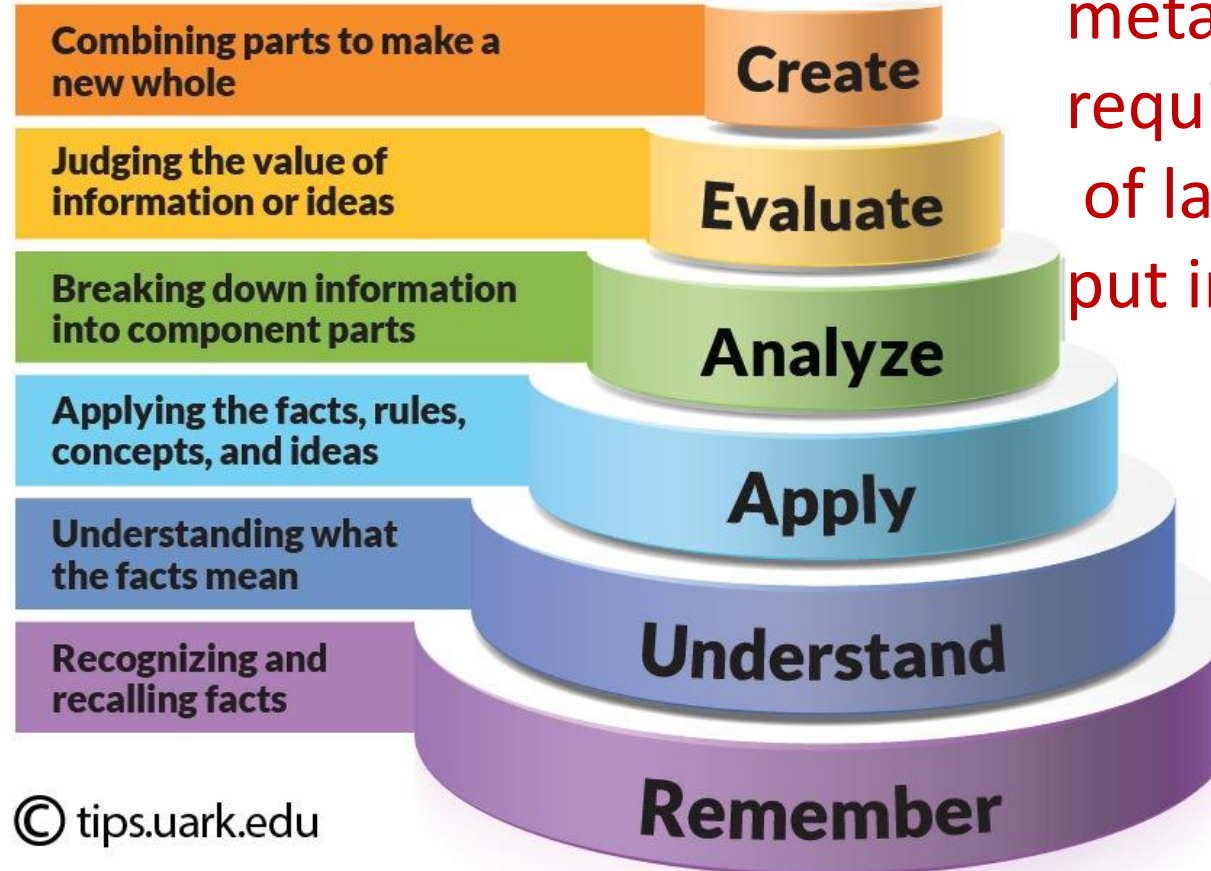 Combining parts to make a
new whole
Create
Judging the value of
information or ideas
Evaluate
Breaking down information
into component parts
Analyze
Applying the facts, rules,
concepts, and ideas
Apply
Understanding what
the facts mean
Understand
Recognizing and
recalling facts
Remember
© tips.uark.edu
of
put